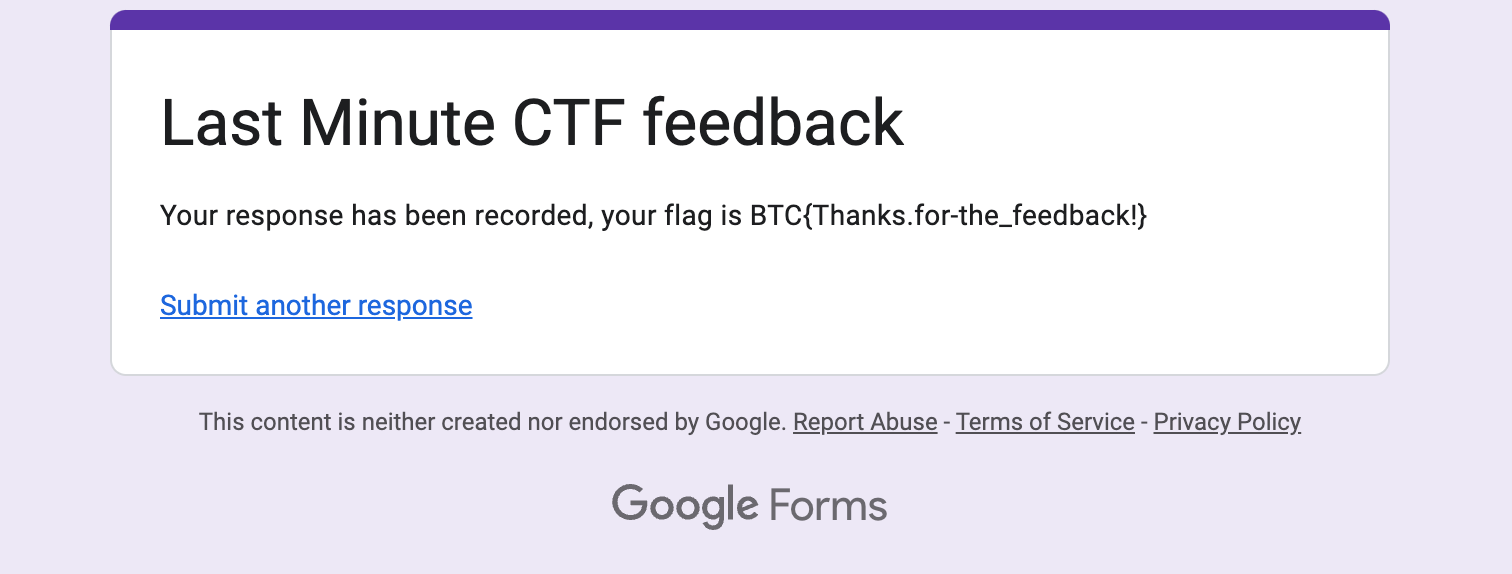 Last Minute CTF feedback
Your response has been recorded, your flag is BTC{Thanks.for-the_feedback!}
Submit another response
This content is neither created nor endorsed by Google. Report Abuse - Terms of Service - Privacy Policy
Google Forms